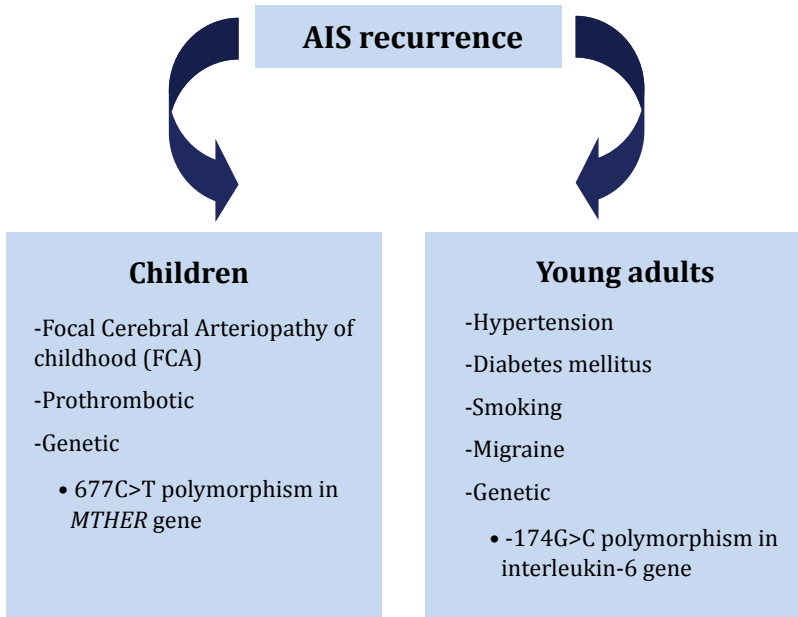 AIS recurrence
Children
-Focal Cerebral Arteriopathy of
childhood (FCA)
-Prothrombotic
-Genetic
• 677C>T polymorphism in
MTHER gene
Young adults
-Hypertension
-Diabetes mellitus
-Smoking
-Migraine
-Genetic
• -174G>C polymorphism in
interleukin-6 gene